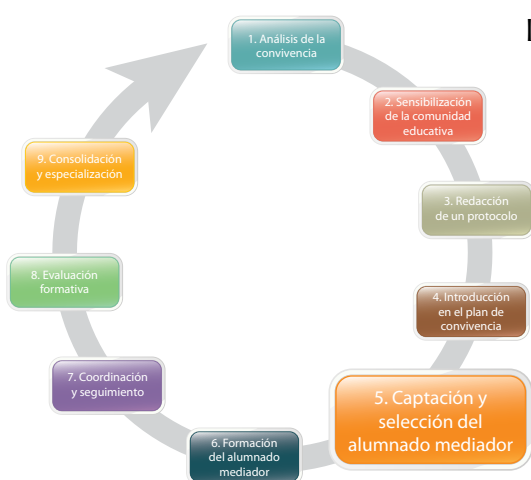 1. Análisis de la
convivencia
2. Sensibilización
de la comunidad
educativa
3. Redacción
de un protocolo
4. Introducción
en el plan de
convivencia
5. Captación y
selección del
alumnado mediador
6. Formación
del alumnado
mediador
7. Coordinación
y seguimiento
8. Evaluación
formativa
9. Consolidación
y especialización